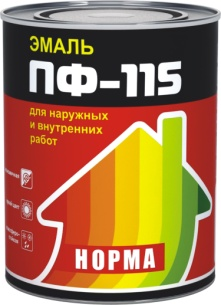 ЭМАЛЬ
ПФ-115
для наружных
и внутренних
работ
НОРМА